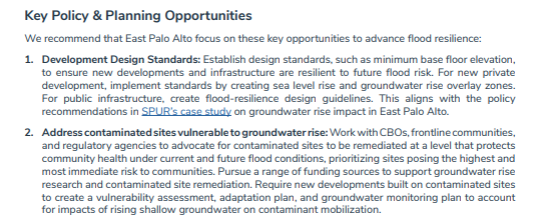 Key Policy & Planning Opportunities
We recommend that East Palo Alto focus on these key opportunities to advance flood resilience:
1. Development Design Standards: Establish design standards, such as minimum base floor elevation,
to ensure new developments and infrastructure are resilient to future flood risk. For new private
development, implement standards by creating sea level rise and groundwater rise overlay zones.
For public infrastructure, create flood-resilience design guidelines. This aligns with the policy
recommendations in SPUR's case study on groundwater rise impact in East Palo Alto.
2. Address contaminated sites vulnerable to groundwater rise: Work with CBOs, frontline communities,
and regulatory agencies to advocate for contaminated sites to be remediated at a level that protects
community health under current and future flood conditions, prioritizing sites posing the highest and
most immediate risk to communities. Pursue a range of funding sources to support groundwater rise
research and contaminated site remediation. Require new developments built on contaminated sites
to create a vulnerability assessment, adaptation plan, and groundwater monitoring plan to account
for impacts of rising shallow groundwater on contaminant mobilization.